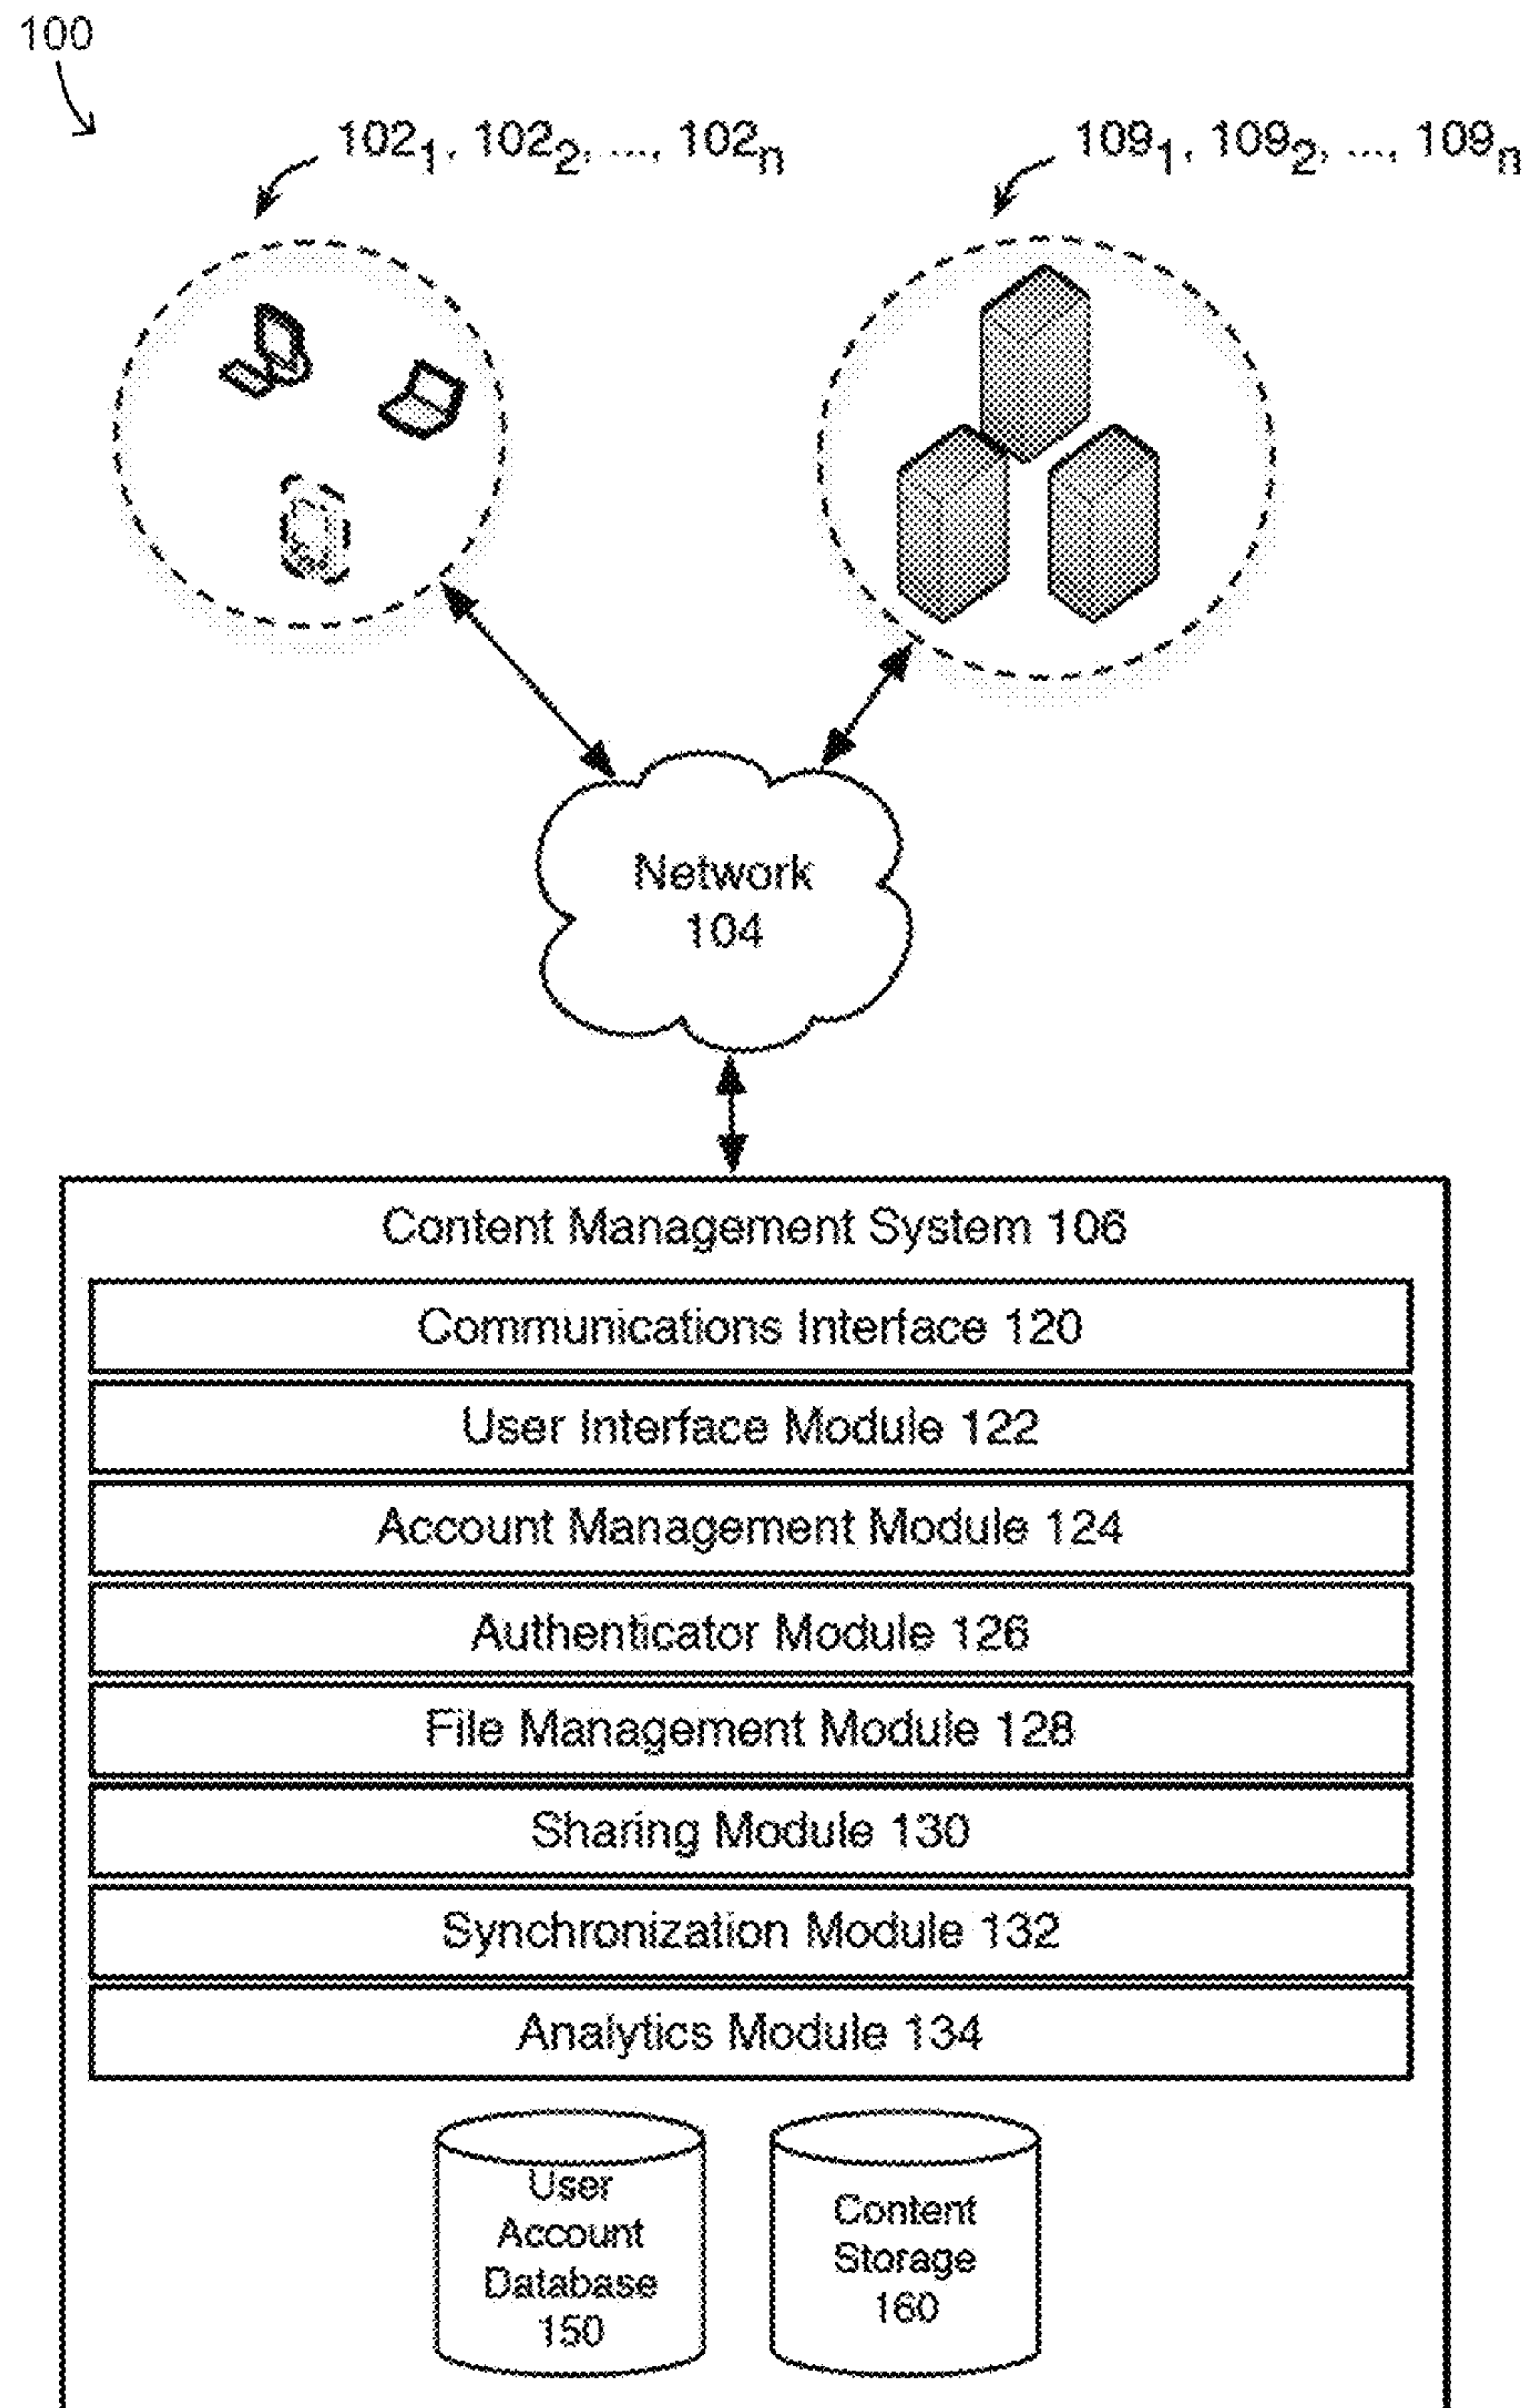 100
102₁, 102₂, ..., 102ₙ
109₁, 109₂, ..., 109ₙ
Network
104
Content Management System 106
Communications Interface 120
User Interface Module 122
Account Management Module 124
Authenticator Module 126
File Management Module 128
Sharing Module 130
Synchronization Module 132
Analytics Module 134
User
Account
Database
150
Content
Storage
160